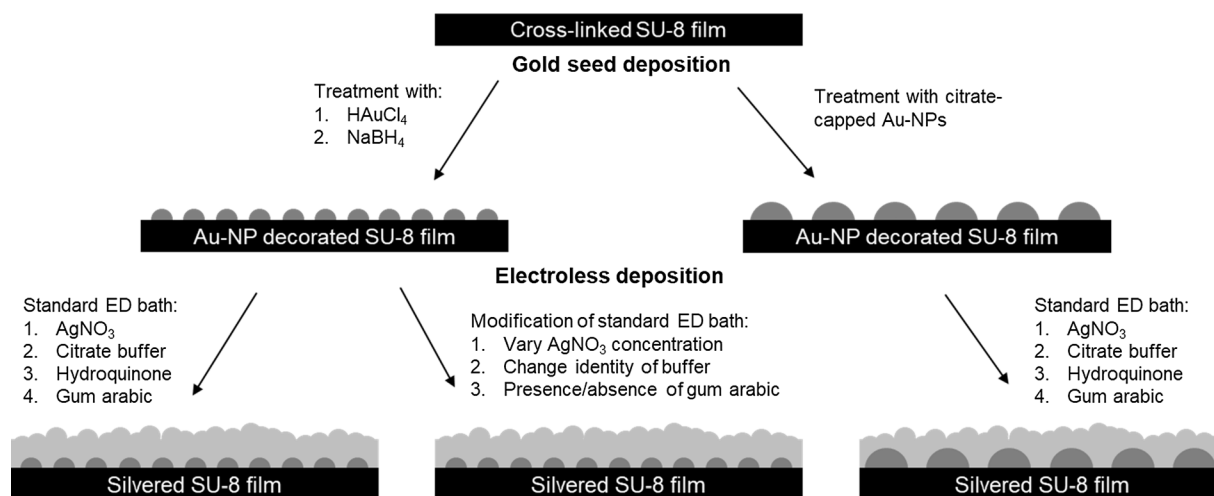 Cross-linked SU-8 film
Gold seed deposition
Treatment with:
1. HAuCl₄
2. NaBH₄
Treatment with citrate-
capped Au-NPs
Au-NP decorated SU-8 film
Au-NP decorated SU-8 film
Electroless deposition
Standard ED bath:
1. AgNO₃
2. Citrate buffer
3. Hydroquinone
4. Gum arabic
Modification of standard ED bath:
1. Vary AgNO₃ concentration
2. Change identity of buffer
3. Presence/absence of gum arabic
Standard ED bath:
1. AgNO₃
2. Citrate buffer
3. Hydroquinone
4. Gum arabic
Silvered SU-8 film
Silvered SU-8 film
Silvered SU-8 film